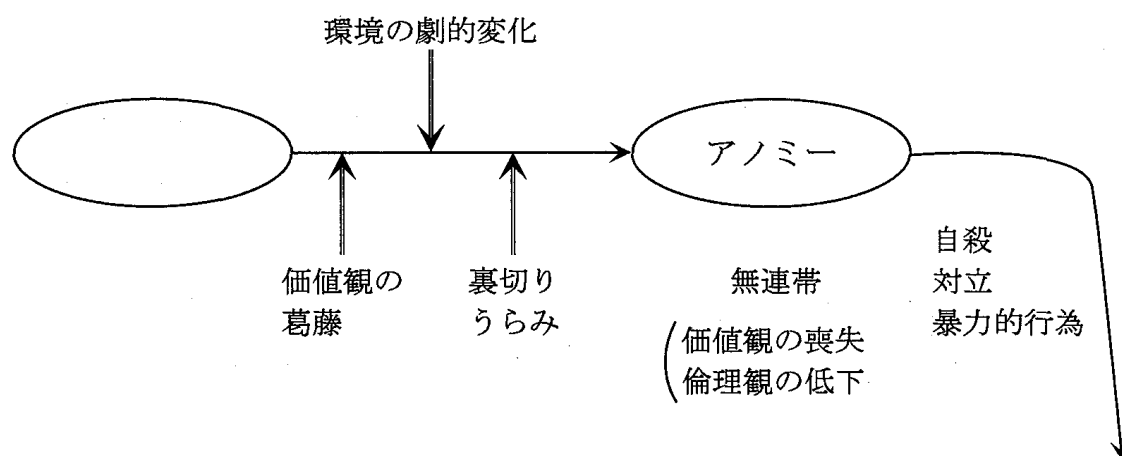 環境の劇的変化
アノミー
価値観の
葛藤
裏切り
うらみ
無連帯
価値観の喪失
倫理観の低下
自殺
対立
暴力的行為